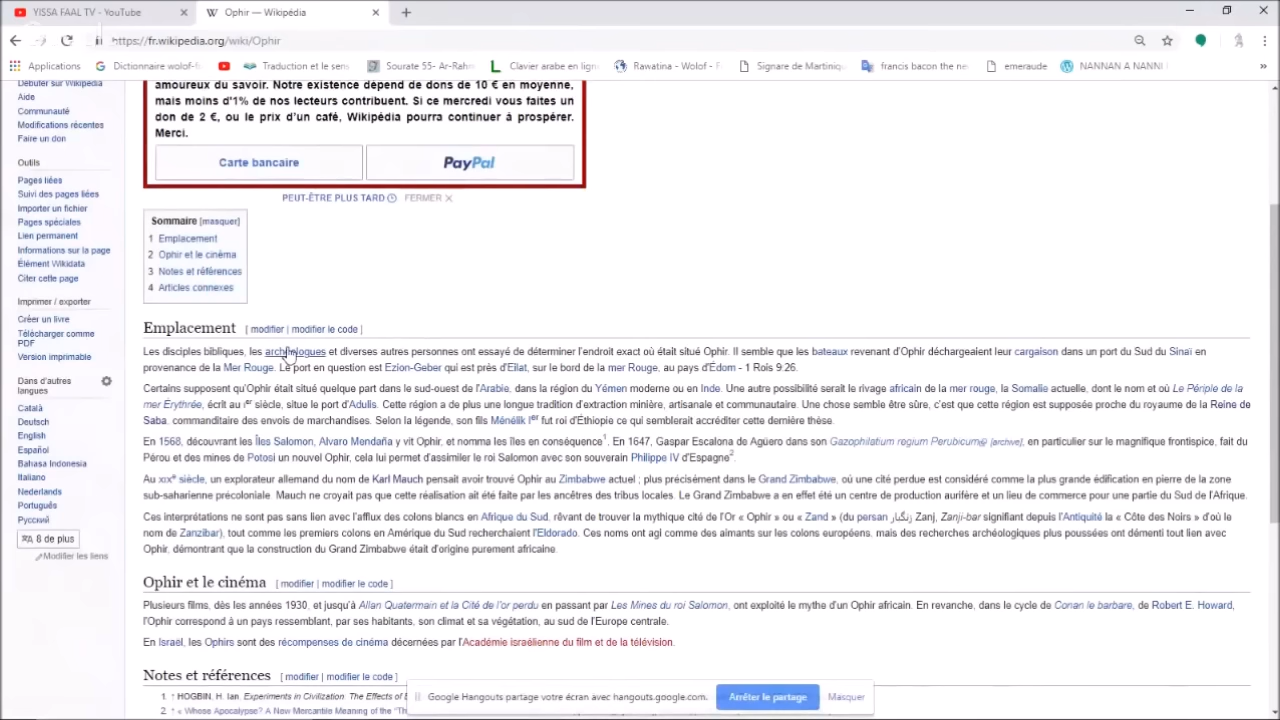 YISSA FAAL TV - YouTube
Ophir — Wikipédia
https://fr.wikipedia.org/wiki/Ophir
Applications
Dictionnaire wolof-f
Traduction et le sens
Sourate 55- Ar-Rahm
Clavier arabe en lign
Rawatina - Wolof - F
Signare de Martiniq
francis bacon the ne
emeraude
NANNAN A NANNI
Débuter sur Wikipédia
Aide
Communauté
Modifications récentes
Faire un don
Outils
Pages liées
Suivi des pages liées
Importer un fichier
Pages spéciales
Lien permanent
Informations sur la page
Élément Wikidata
Citer cette page
Imprimer / exporter
Créer un livre
Télécharger comme
PDF
Version imprimable
Dans d'autres
langues
Català
Deutsch
English
Español
Bahasa Indonesia
Italiano
Nederlands
Português
Русский
8 de plus
Modifier les liens
amoureux du savoir. Notre existence dépend de dons de 10 € en moyenne,
mais moins d'1% de nos lecteurs contribuent. Si ce mercredi vous faites un
don de 2 €, ou le prix d'un café, Wikipédia pourra continuer à prospérer.
Merci.
Carte bancaire
PayPal
PEUT-ÊTRE PLUS TARD FERMER
Sommaire [masquer]
1 Emplacement
2 Ophir et le cinéma
3 Notes et références
4 Articles connexes
Emplacement [ modifier | modifier le code ]
Les disciples bibliques, les archéologues et diverses autres personnes ont essayé de déterminer l'endroit exact où était situé Ophir. Il semble que les bateaux revenant d'Ophir déchargeaient leur cargaison dans un port du Sud du Sinaï en
provenance de la Mer Rouge. Le port en question est Ezion-Geber qui est près d'Eilat, sur le bord de la mer Rouge, au pays d'Édom - 1 Rois 9:26.
Certains supposent qu'Ophir était situé quelque part dans le sud-ouest de l'Arabie, dans la région du Yémen moderne ou en Inde. Une autre possibilité serait le rivage africain de la mer rouge, la Somalie actuelle, dont le nom et où Le Périple de la
mer Érythrée, écrit au Ier siècle, situe le port d'Adulis. Cette région a de plus une longue tradition d'extraction minière, artisanale et communautaire. Une chose semble être sûre, c'est que cette région est supposée proche du royaume de la Reine de
Saba, commanditaire des envois de marchandises. Selon la légende, son fils Ménélik Ier fut roi d'Éthiopie ce qui semblerait accréditer cette dernière thèse.
En 1568, découvrant les Îles Salomon, Alvaro Mendaña y vit Ophir, et nomma les îles en conséquence1. En 1647, Gaspar Escalona de Agüero dans son Gazophilatium regium Perubicum [archive], en particulier sur le magnifique frontispice, fait du
Pérou et des mines de Potosi un nouvel Ophir, cela lui permet d'assimiler le roi Salomon avec son souverain Philippe IV d'Espagne2
Au XIXe siècle, un explorateur allemand du nom de Karl Mauch pensait avoir trouvé Ophir au Zimbabwe actuel ; plus précisément dans le Grand Zimbabwe, où une cité perdue est considéré comme la plus grande édification en pierre de la zone
sub-saharienne précoloniale. Mauch ne croyait pas que cette réalisation ait été faite par les ancêtres des tribus locales. Le Grand Zimbabwe a en effet été un centre de production aurifère et un lieu de commerce pour une partie du Sud de l'Afrique.
Ces interprétations ne sont pas sans lien avec l'afflux des colons blancs en Afrique du Sud, rêvant de trouver la mythique cité de l'Or « Ophir » ou « Zand » (du persan زنگبار Zanj, Zanji-bar signifiant depuis l'Antiquité la « Côte des Noirs » d'où le
nom de Zanzibar), tout comme les premiers colons en Amérique du Sud recherchaient l'Eldorado. Ces noms ont agi comme des aimants sur les colons européens, mais des recherches archéologiques plus poussées ont démenti tout lien avec
Ophir, démontrant que la construction du Grand Zimbabwe était d'origine purement africaine.
Ophir et le cinéma [ modifier | modifier le code ]
Plusieurs films, dès les années 1930, et jusqu'à Allan Quatermain et la Cité de l'or perdu en passant par Les Mines du roi Salomon, ont exploité le mythe d'un Ophir africain. En revanche, dans le cycle de Conan le barbare, de Robert E. Howard,
l'Ophir correspond à un pays ressemblant, par ses habitants, son climat et sa végétation, au sud de l'Europe centrale.
En Israël, les Ophirs sont des récompenses de cinéma décernées par l'Académie israélienne du film et de la télévision.
Notes et références [ modifier | modifier le code ]
1. ↑ HOGBIN, H. Ian. Experiments in Civilization. The Effects of E
2. ↑ « Whose Apocalypse? A New Mercantile Meaning of the "Th
Google Hangouts partage votre écran avec hangouts.google.com.
Arrêter le partage
Masquer